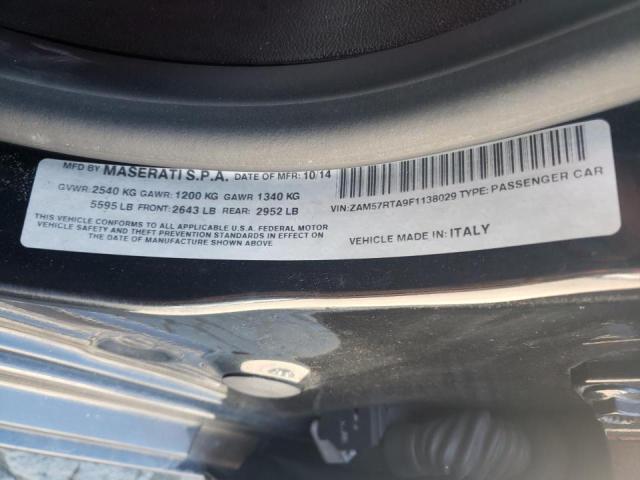 MFD BY MASERATI S.P.A. DATE OF MFR: 10/14
GVWR: 2540 KG GAWR: 1200 KG GAWR 1340 KG
5595 LB FRONT: 2643 LB REAR: 2952 LB
THIS VEHICLE CONFORMS TO ALL APPLICABLE U.S.A. FEDERAL MOTOR
VEHICLE SAFETY AND THEFT PREVENTION STANDARDS IN EFFECT ON
THE DATE OF MANUFACTURE SHOWN ABOVE.
VIN:ZAM57RTA9F1138029 TYPE: PASSENGER CAR
VEHICLE MADE IN: ITALY